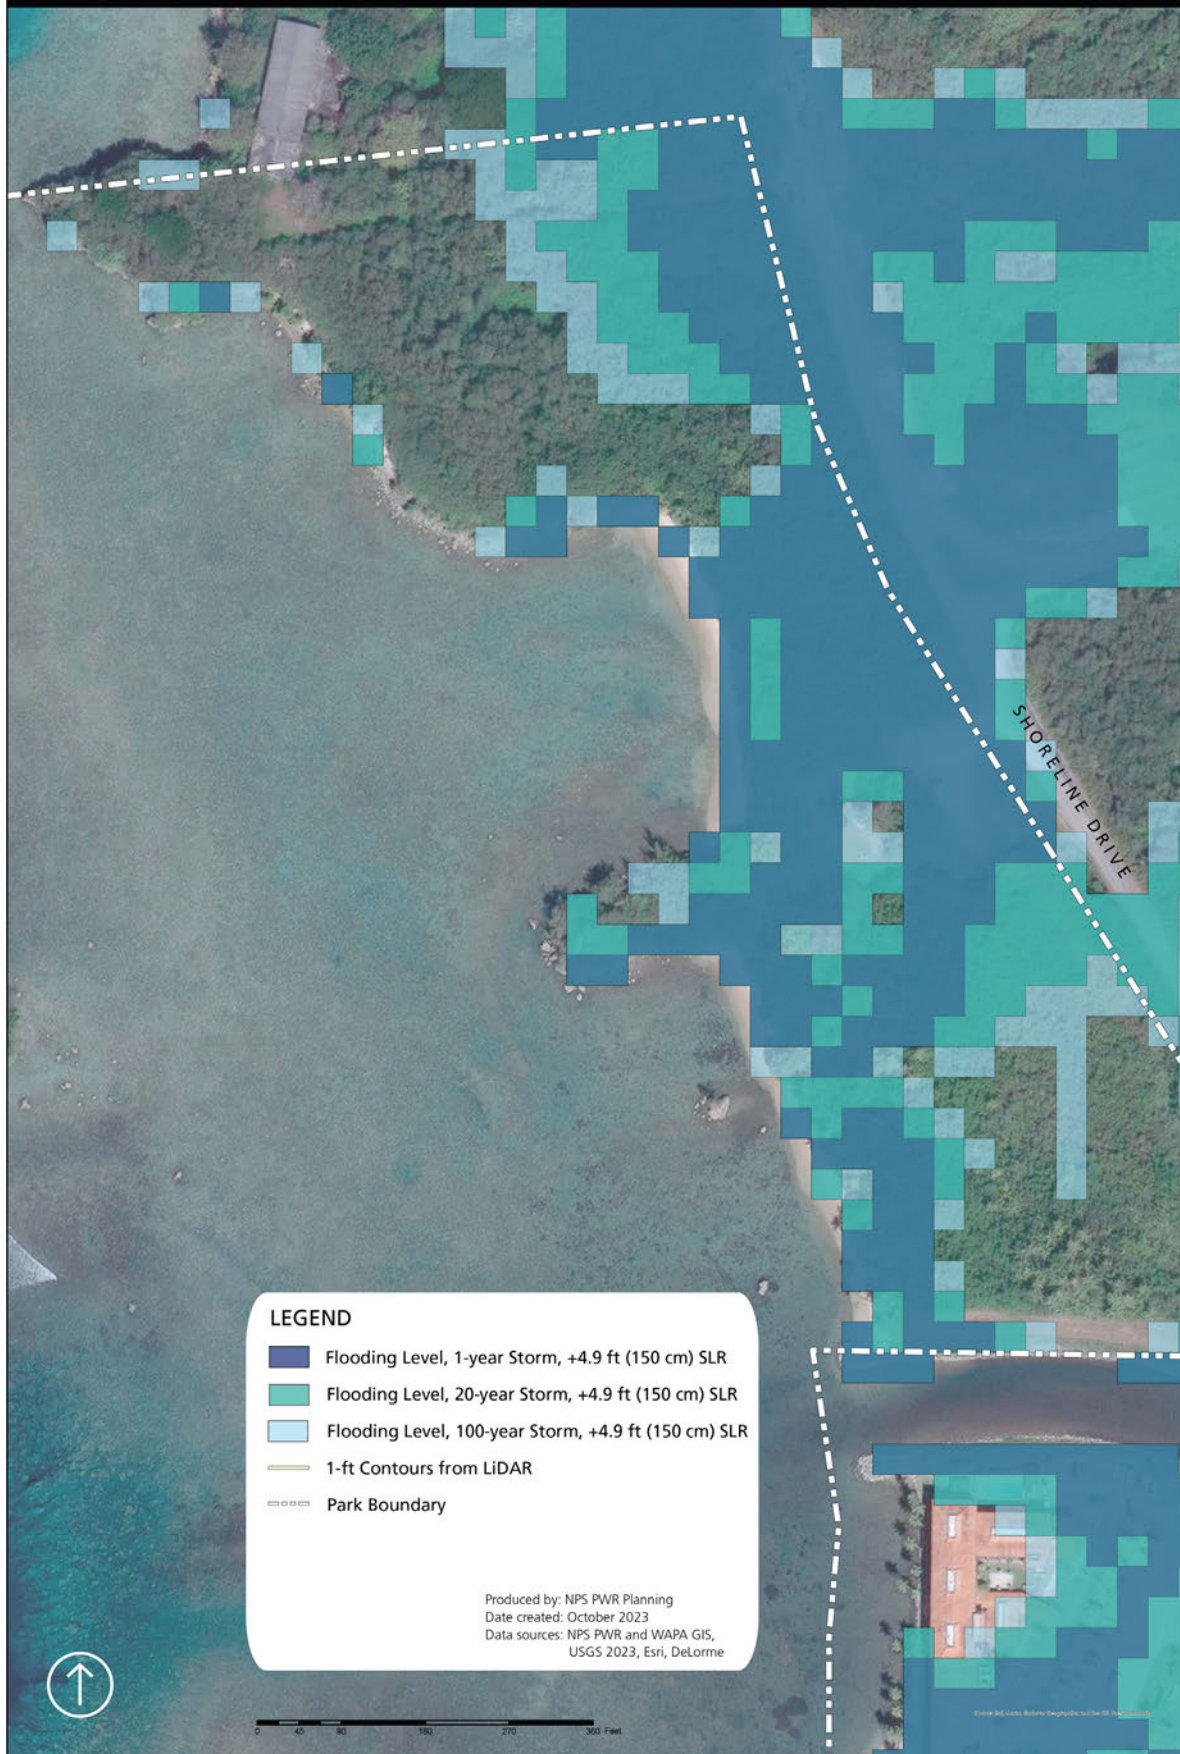 SHORELINE DRIVE
LEGEND
Flooding Level, 1-year Storm, +4.9 ft (150 cm) SLR
Flooding Level, 20-year Storm, +4.9 ft (150 cm) SLR
Flooding Level, 100-year Storm, +4.9 ft (150 cm) SLR
1-ft Contours from LiDAR
Park Boundary
Produced by: NPS PWR Planning
Date created: October 2023
Data sources: NPS PWR and WAPA GIS,
USGS 2023, Esri, DeLorme
0 45 90 180 270 360 Feet